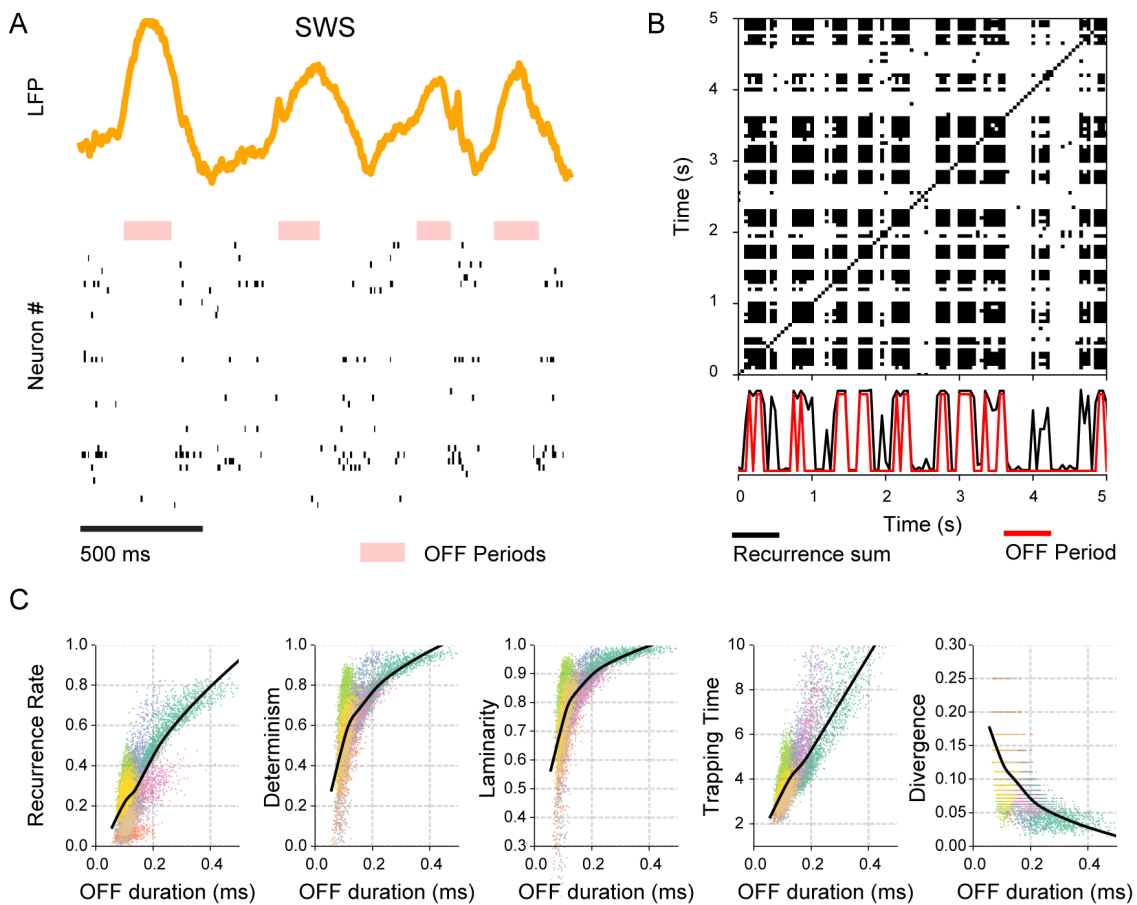 A
SWS
LFP
Neuron #
500 ms
OFF Periods
B
Time (s)
5
4
3
2
1
0
0 1 2 3 4 5
Time (s)
Recurrence sum
OFF Period
C
Recurrence Rate
1.0
0.8
0.6
0.4
0.2
0.0
0.0 0.2 0.4
OFF duration (ms)
Determinism
1.0
0.8
0.6
0.4
0.2
0.0
0.0 0.2 0.4
OFF duration (ms)
Laminarity
1.0
0.9
0.8
0.7
0.6
0.5
0.4
0.3
0.0 0.2 0.4
OFF duration (ms)
Trapping Time
10
8
6
4
2
0.0 0.2 0.4
OFF duration (ms)
Divergence
0.30
0.25
0.20
0.15
0.10
0.05
0.00
0.0 0.2 0.4
OFF duration (ms)